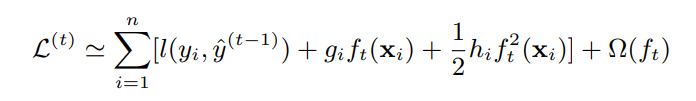 $\mathcal{L}^{(t)} \simeq \sum_{i=1}^{n} [l(y_i, \hat{y}^{(t-1)}) + g_i f_t(\mathbf{x}_i) + \frac{1}{2} h_i f_t^2(\mathbf{x}_i)] + \Omega(f_t)$